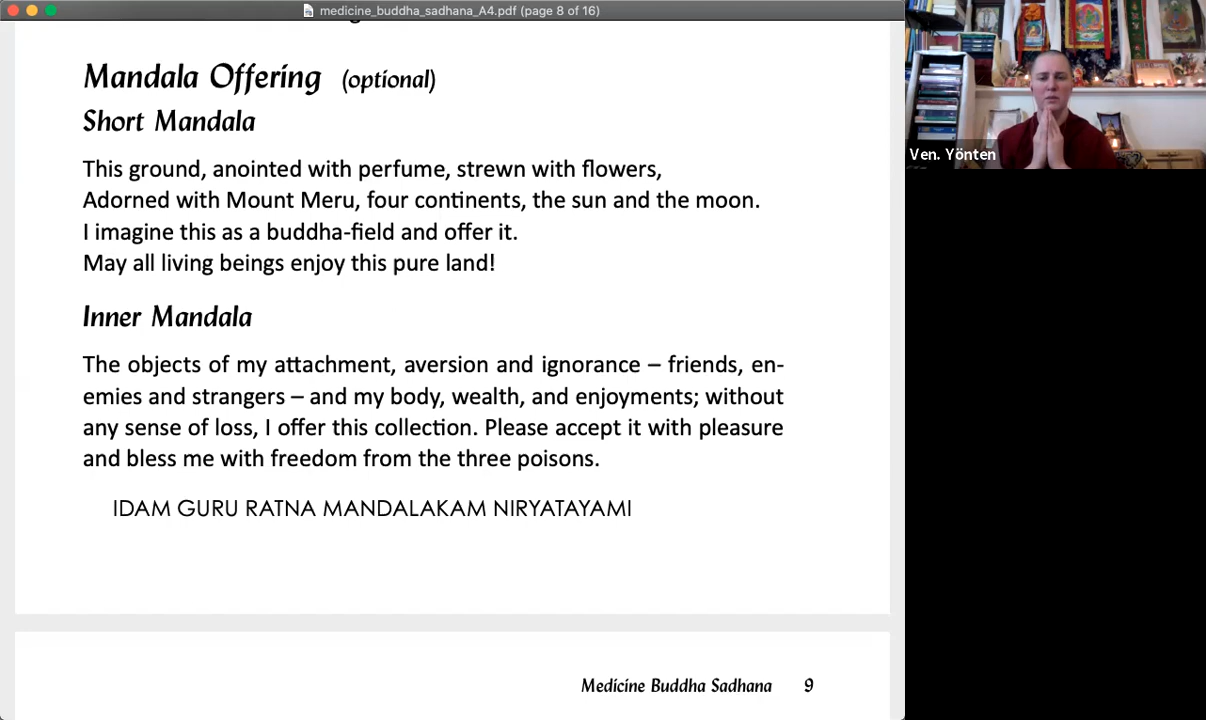 medicine_buddha_sadhana_A4.pdf (page 8 of 16)
Mandala Offering (optional)
Short Mandala
This ground, anointed with perfume, strewn with flowers,
Adorned with Mount Meru, four continents, the sun and the moon.
I imagine this as a buddha-field and offer it.
May all living beings enjoy this pure land!
Inner Mandala
The objects of my attachment, aversion and ignorance – friends, en-
emies and strangers – and my body, wealth, and enjoyments; without
any sense of loss, I offer this collection. Please accept it with pleasure
and bless me with freedom from the three poisons.
IDAM GURU RATNA MANDALAKAM NIRYATAYAMI
Medicine Buddha Sadhana 9
Ven. Yönten